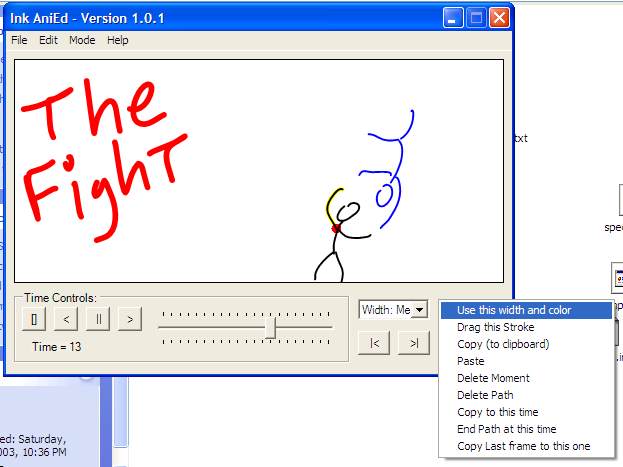 Ink AniEd - Version 1.0.1
File Edit Mode Help
The
FighT
txt
spec
Time Controls:
[] < || >
Time = 13
Width: Me
|< >|
Use this width and color
Drag this Stroke
Copy (to clipboard)
Paste
Delete Moment
Delete Path
Copy to this time
End Path at this time
Copy Last frame to this one
ed: Saturday,
003, 10:36 PM